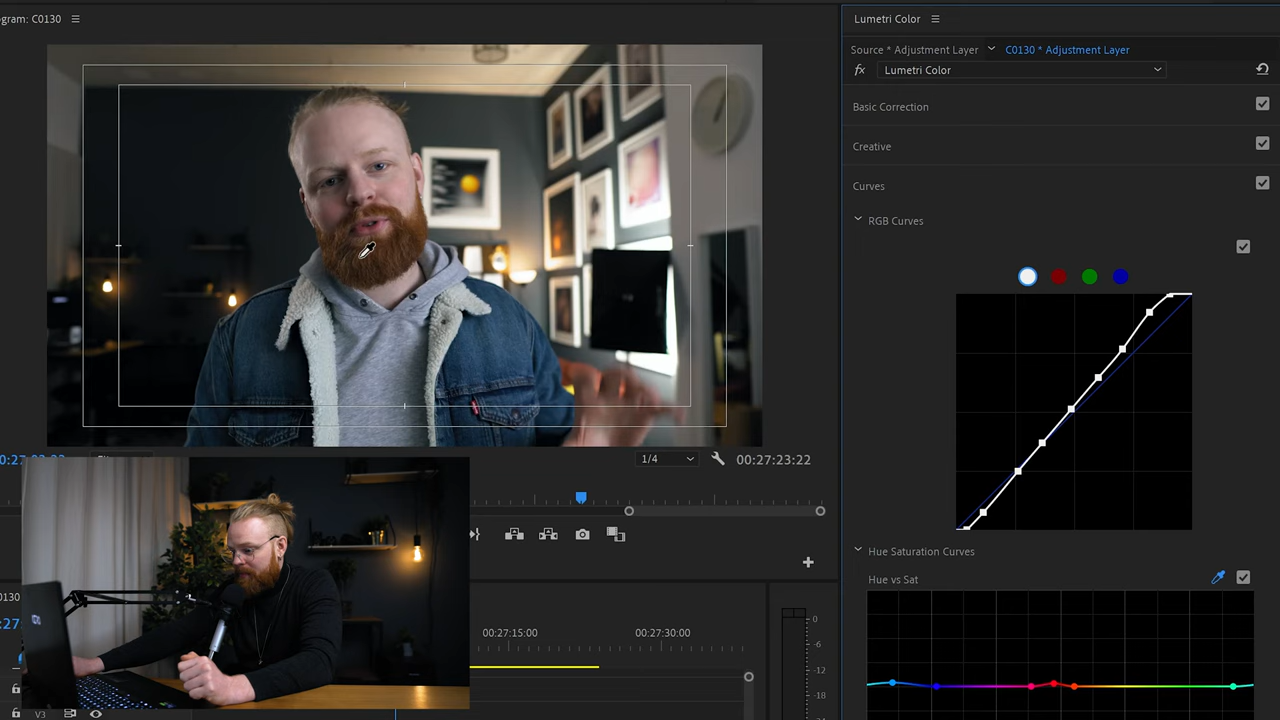 ogram: C0130
Lumetri Color
Source * Adjustment Layer
C0130 * Adjustment Layer
fx
Lumetri Color
Basic Correction
Creative
Curves
RGB Curves
1/4
00:27:23:22
Hue Saturation Curves
Hue vs Sat
0130
00:27:15:00
00:27:30:00
0
-6
-12
-18
V3